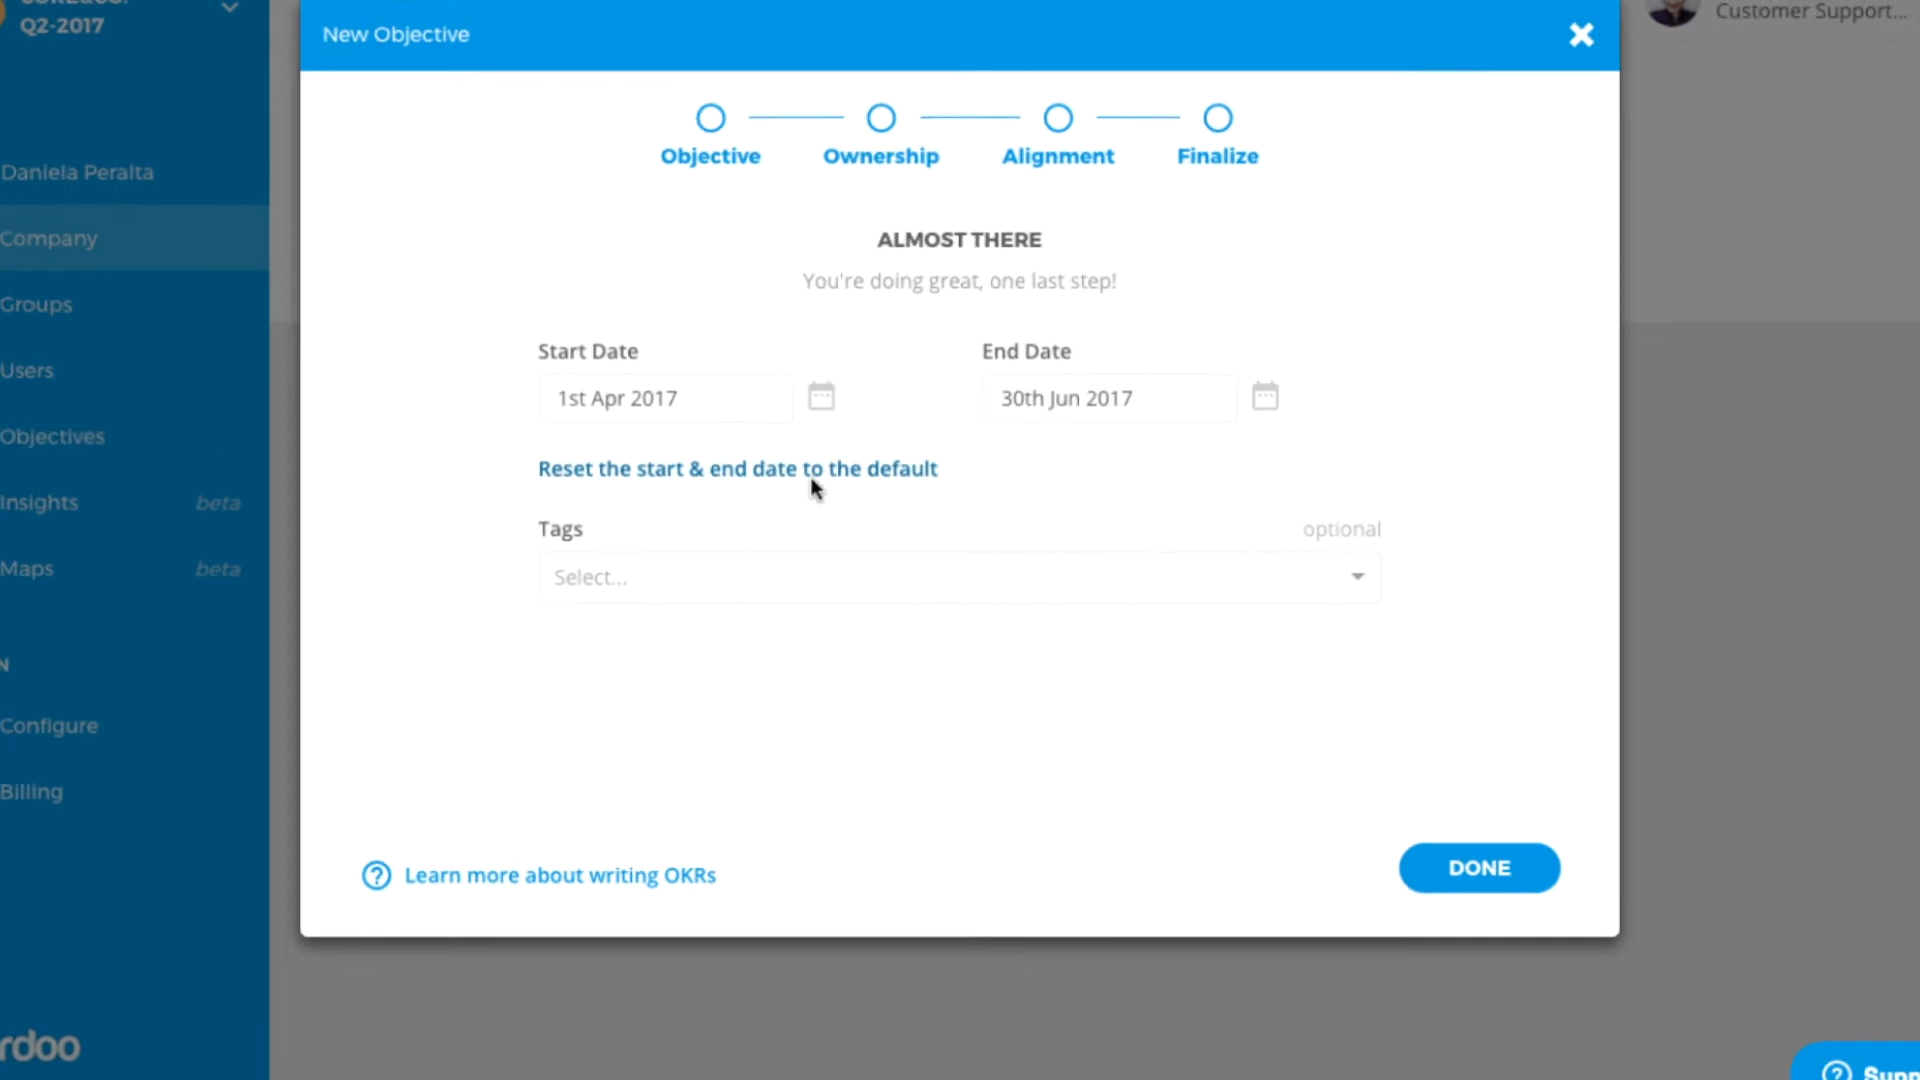 Q2-2017
New Objective
Customer Support...
Objective
Ownership
Alignment
Finalize
Daniela Peralta
Company
Groups
Users
Objectives
Insights beta
Maps beta
N
Configure
Billing
rdoo
ALMOST THERE
You're doing great, one last step!
Start Date
End Date
1st Apr 2017
30th Jun 2017
Reset the start & end date to the default
Tags
optional
Select...
Learn more about writing OKRs
DONE